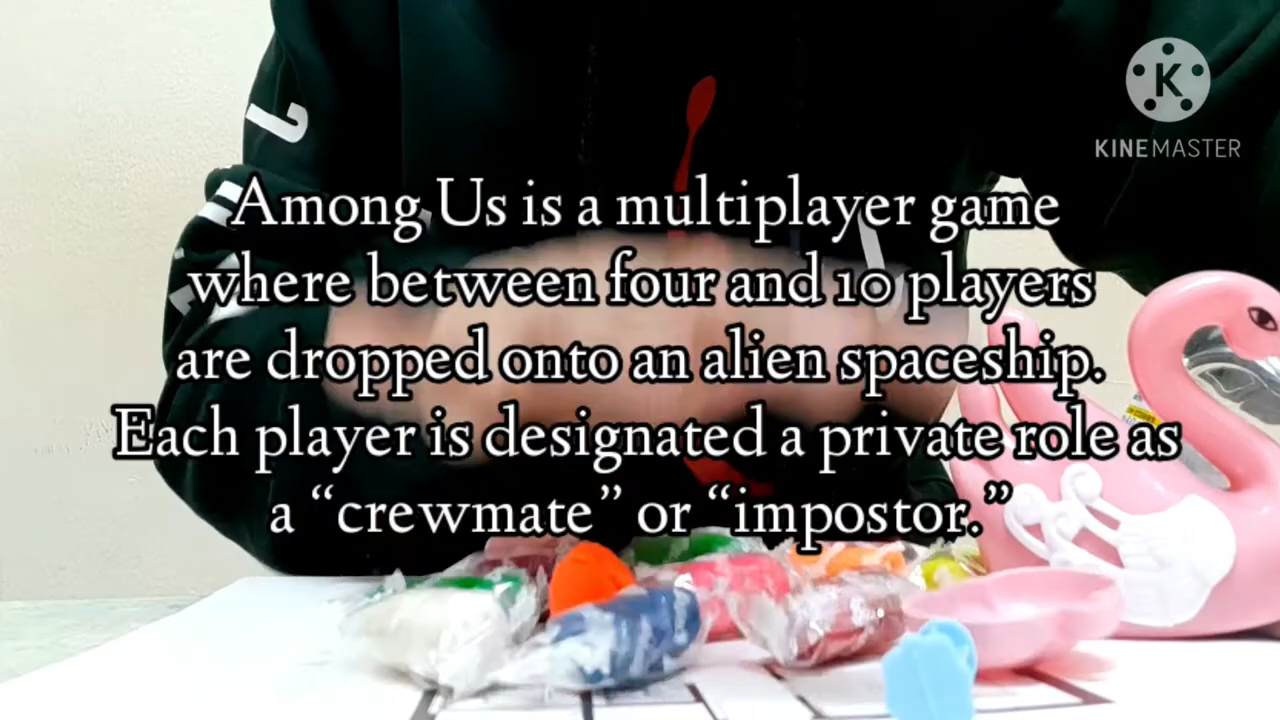 K
KINEMASTER
Among Us is a multiplayer game
where between four and 10 players
are dropped onto an alien spaceship.
Each player is designated a private role as
a “crewmate” or “impostor.”